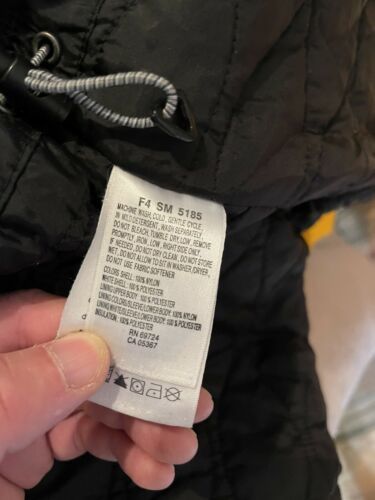 F4 SM 5185
MACHINE WASH, COLD, GENTLE CYCLE,
IN MILD DETERGENT, WASH SEPARATELY
DO NOT BLEACH, TUMBLE DRY, LOW, REMOVE
PROMPTLY, IRON, LOW, RIGHT SIDE ONLY,
IF NEEDED. DO NOT DRY CLEAN. DO NOT STORE
WET, DO NOT ALLOW TO SIT IN WASHER/DRYER,
DO NOT USE FABRIC SOFTENER
COLORS SHELL: 100% NYLON
WHITE SHELL: 100 % POLYESTER
LINING UPPER BODY: 100 % POLYESTER
LINING COLORS/SLEEVE/LOWER BODY: 100% NYLON
LINING WHITE/SLEEVE/LOWER BODY: 100 % POLYESTER
INSULATION: 100% POLYESTER
RN 69724
CA 05367